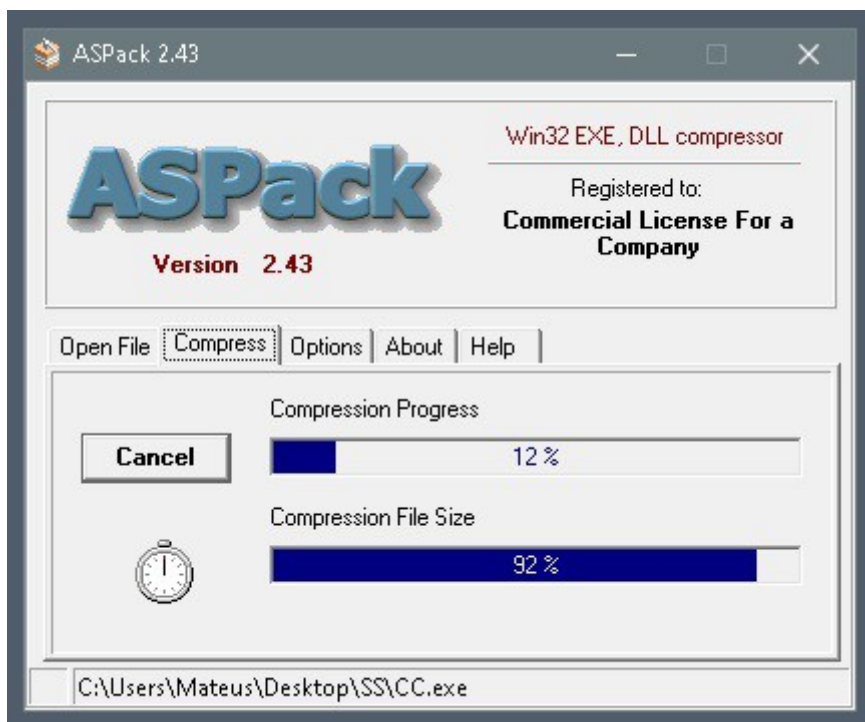 ASPack 2.43
ASPack
Version 2.43
Win32 EXE, DLL compressor
Registered to:
Commercial License For a
Company
Open File Compress Options About Help
Compression Progress
Cancel
12 %
Compression File Size
92 %
C:\Users\Mateus\Desktop\SS\CC.exe